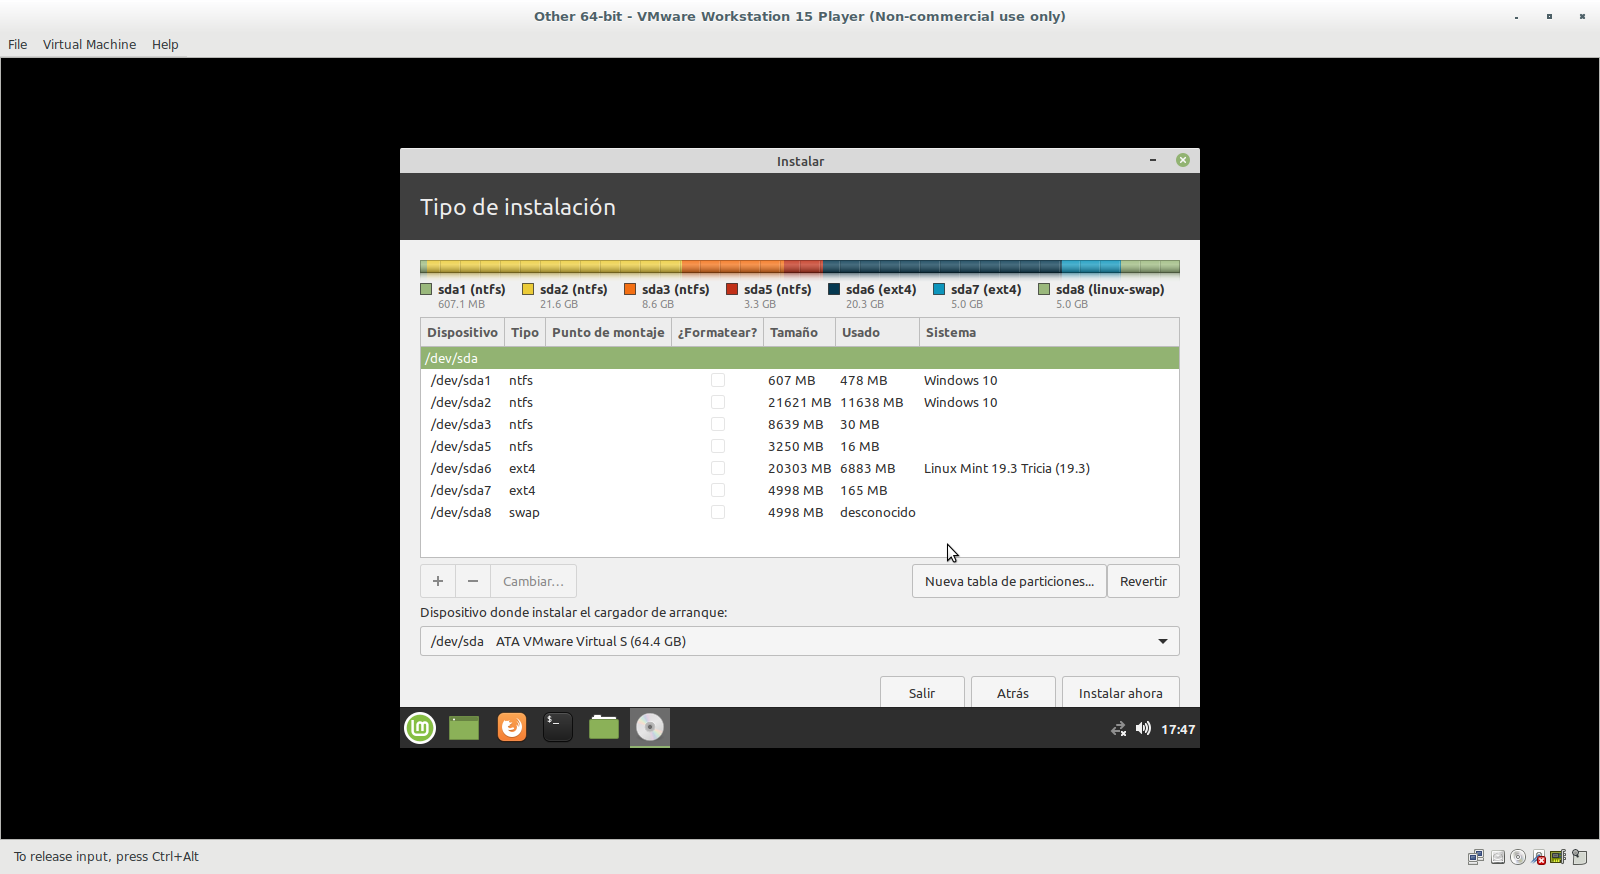 Other 64-bit - VMware Workstation 15 Player (Non-commercial use only)
File Virtual Machine Help
Instalar
Tipo de instalación
sda1 (ntfs) sda2 (ntfs) sda3 (ntfs) sda5 (ntfs) sda6 (ext4) sda7 (ext4) sda8 (linux-swap)
607.1 MB 21.6 GB 8.6 GB 3.3 GB 20.3 GB 5.0 GB 5.0 GB
Dispositivo Tipo Punto de montaje ¿Formatear? Tamaño Usado Sistema
/dev/sda
/dev/sda1 ntfs 607 MB 478 MB Windows 10
/dev/sda2 ntfs 21621 MB 11638 MB Windows 10
/dev/sda3 ntfs 8639 MB 30 MB
/dev/sda5 ntfs 3250 MB 16 MB
/dev/sda6 ext4 20303 MB 6883 MB Linux Mint 19.3 Tricia (19.3)
/dev/sda7 ext4 4998 MB 165 MB
/dev/sda8 swap 4998 MB desconocido
+ − Cambiar... Nueva tabla de particiones... Revertir
Dispositivo donde instalar el cargador de arranque:
/dev/sda ATA VMware Virtual S (64.4 GB)
Salir Atrás Instalar ahora
$_
17:47
To release input, press Ctrl+Alt